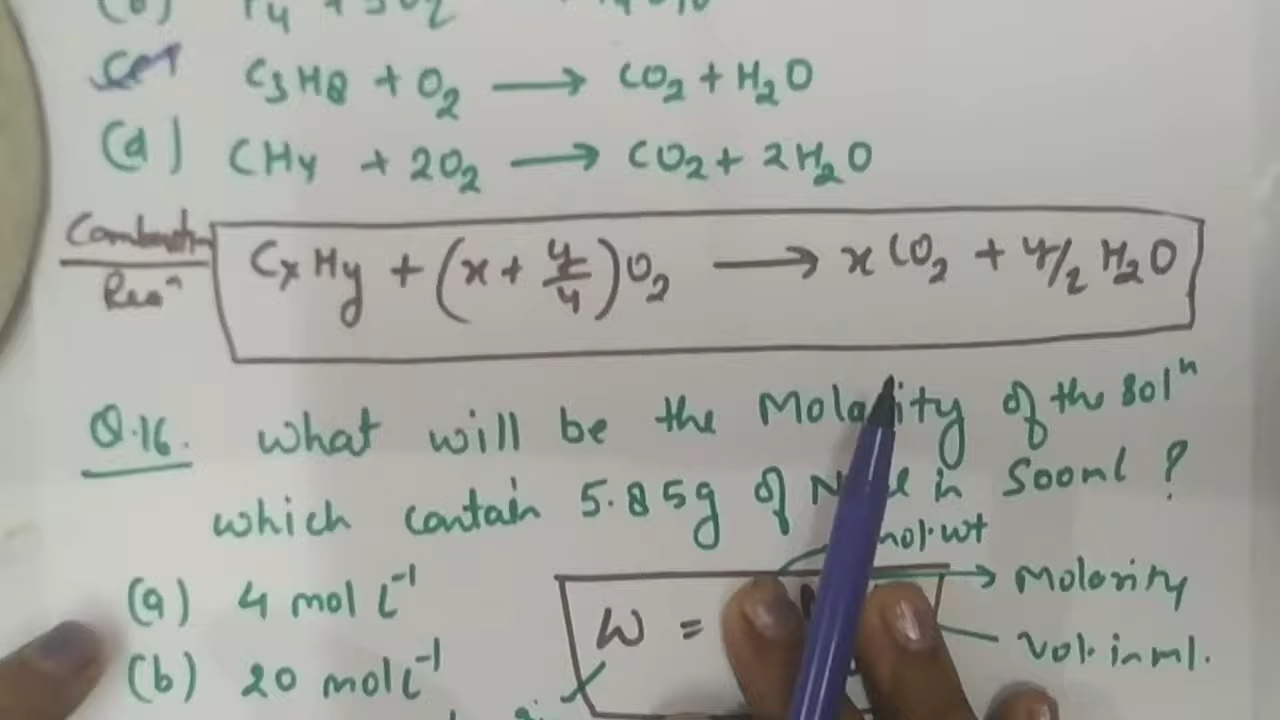 C3H8 + O2 ⟶ CO2 + H2O
(d) CH4 + 2O2 ⟶ CO2 + 2H2O
Combustion
Reaⁿ
CxHy + (x + y/4)O2 ⟶ xCO2 + y/2 H2O
Q.16. What will be the Molarity of the solⁿ
which contain 5.85g of in 500ml ?
mol.wt
(a) 4 mol L⁻¹
W =
Molarity
Vol. in ml.
(b) 20 mol L⁻¹